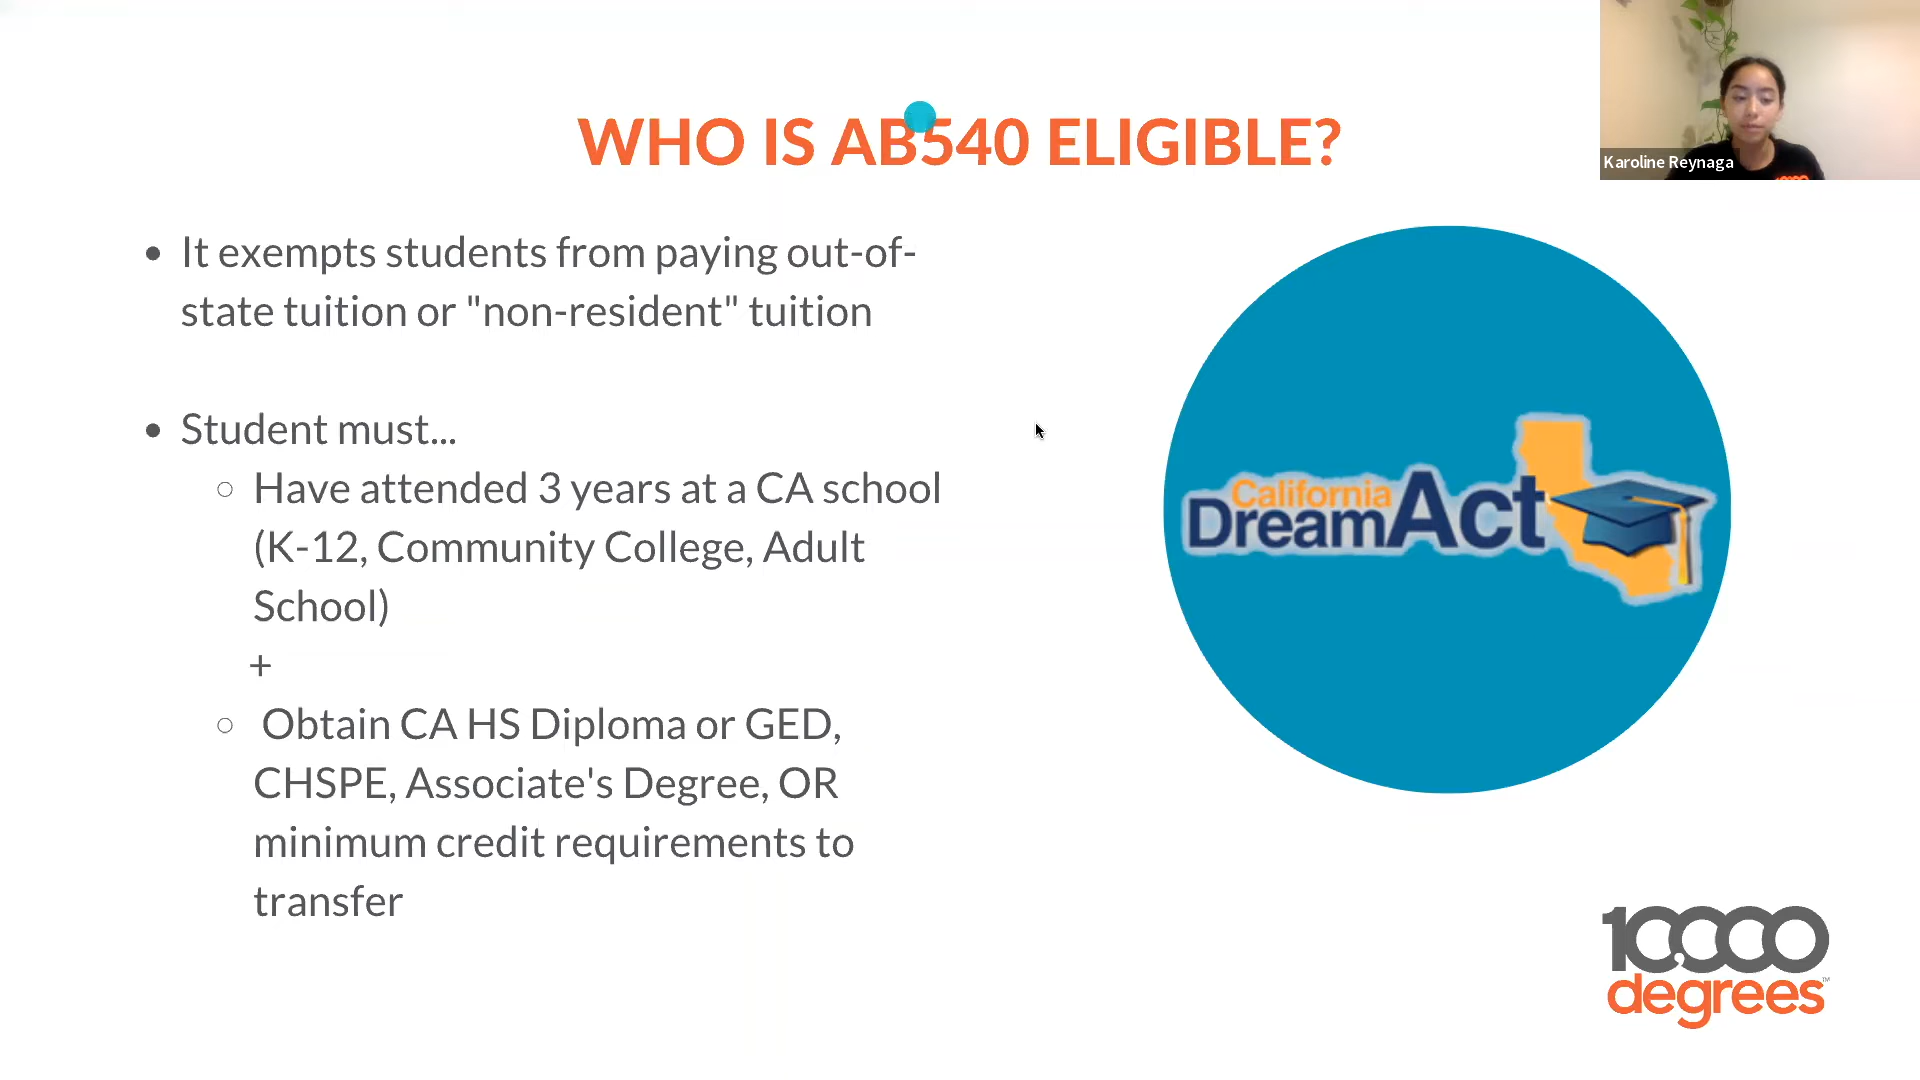 WHO IS AB540 ELIGIBLE?
Karoline Reynaga
• It exempts students from paying out-of-
state tuition or "non-resident" tuition
• Student must...
○ Have attended 3 years at a CA school
(K-12, Community College, Adult
School)
+
○ Obtain CA HS Diploma or GED,
CHSPE, Associate's Degree, OR
minimum credit requirements to
transfer
California
DreamAct
10,000
degrees™